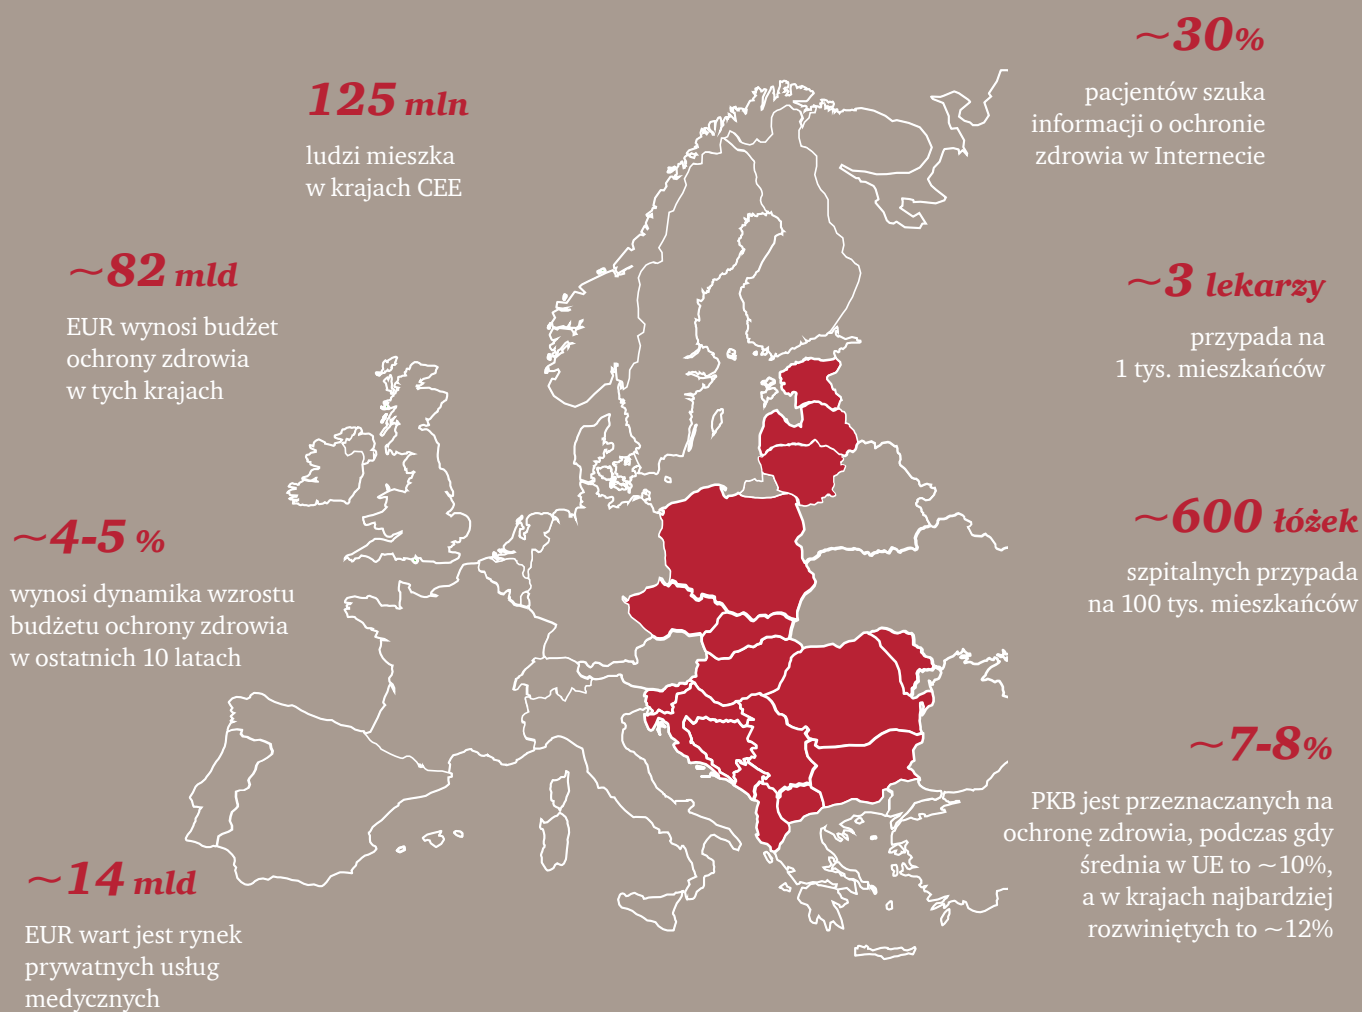 125 mln
ludzi mieszka
w krajach CEE
~82 mld
EUR wynosi budżet
ochrony zdrowia
w tych krajach
~4-5 %
wynosi dynamika wzrostu
budżetu ochrony zdrowia
w ostatnich 10 latach
~14 mld
EUR wart jest rynek
prywatnych usług
medycznych
~30%
pacjentów szuka
informacji o ochronie
zdrowia w Internecie
~3 lekarzy
przypada na
1 tys. mieszkańców
~600 łóżek
szpitalnych przypada
na 100 tys. mieszkańców
~7-8%
PKB jest przeznaczanych na
ochronę zdrowia, podczas gdy
średnia w UE to ~10%,
a w krajach najbardziej
rozwiniętych to ~12%